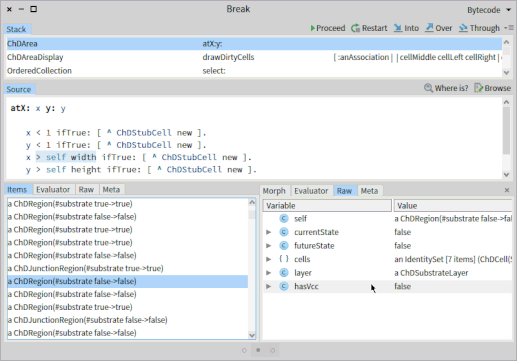 Break
Bytecode
Stack
Proceed Restart Into Over Through
ChDArea atX:y:
ChDAreaDisplay drawDirtyCells [ :anAssociation | | cellMiddle cellLeft cellRight |
OrderedCollection select:
Source
Where is? Browse
atX: x y: y
x < 1 ifTrue: [ ^ ChDStubCell new ].
y < 1 ifTrue: [ ^ ChDStubCell new ].
x > self width ifTrue: [ ^ ChDStubCell new ].
y > self height ifTrue: [ ^ ChDStubCell new ].
Items Evaluator Raw Meta
a ChDRegion(#substrate true->true)
a ChDRegion(#substrate false->false)
a ChDRegion(#substrate true->true)
a ChDRegion(#substrate false->false)
a ChDRegion(#substrate true->true)
a ChDJunctionRegion(#substrate true->true)
a ChDRegion(#substrate false->false)
a ChDRegion(#substrate false->false)
a ChDRegion(#substrate true->true)
a ChDJunctionRegion(#substrate false->false)
a ChDRegion(#substrate false->false)
Morph Evaluator Raw Meta
Variable Value
self a ChDRegion(#substrate false->fal
currentState false
futureState false
{ } cells an IdentitySet [7 items] (ChDCell(S
layer a ChDSubstrateLayer
hasVcc false